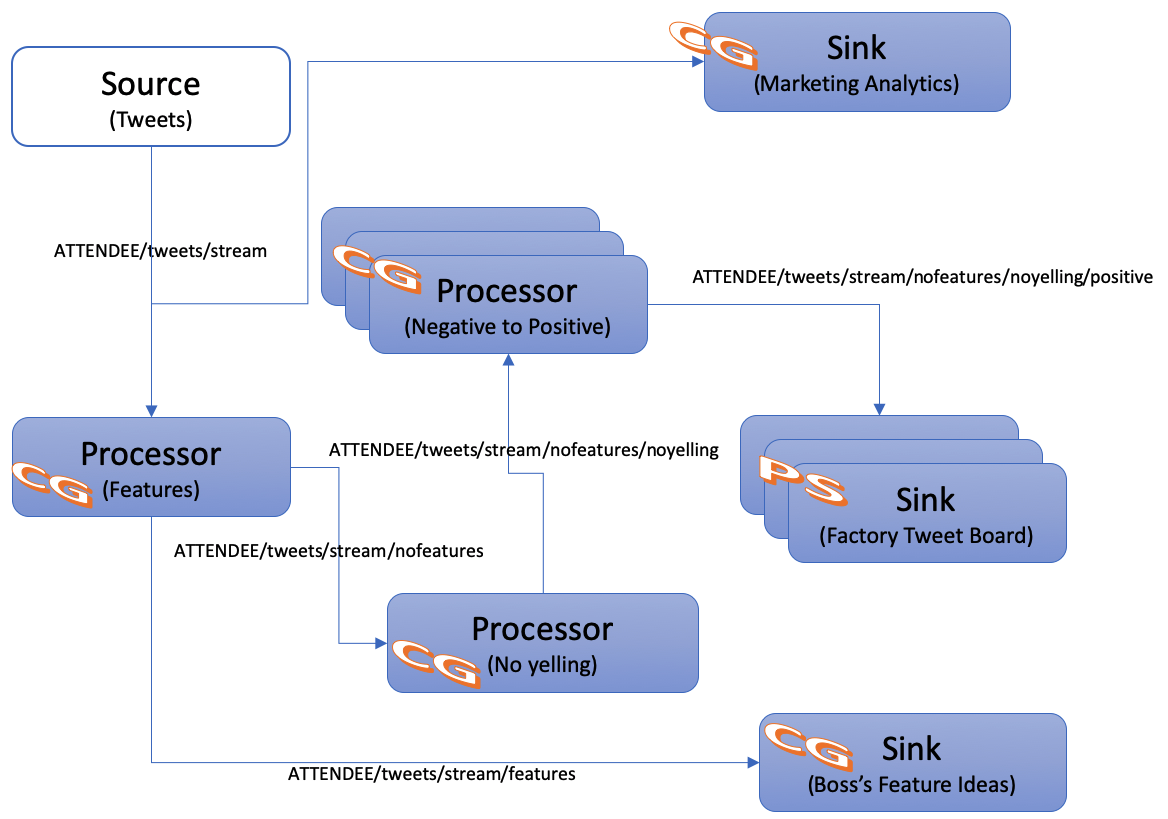 CG
Sink
(Marketing Analytics)
Source
(Tweets)
ATTENDEE/tweets/stream
CG
Processor
(Negative to Positive)
ATTENDEE/tweets/stream/nofeatures/noyelling/positive
Processor
(Features)
CG
ATTENDEE/tweets/stream/nofeatures/noyelling
PS
Sink
(Factory Tweet Board)
ATTENDEE/tweets/stream/nofeatures
Processor
(No yelling)
CG
CG
Sink
(Boss’s Feature Ideas)
ATTENDEE/tweets/stream/features